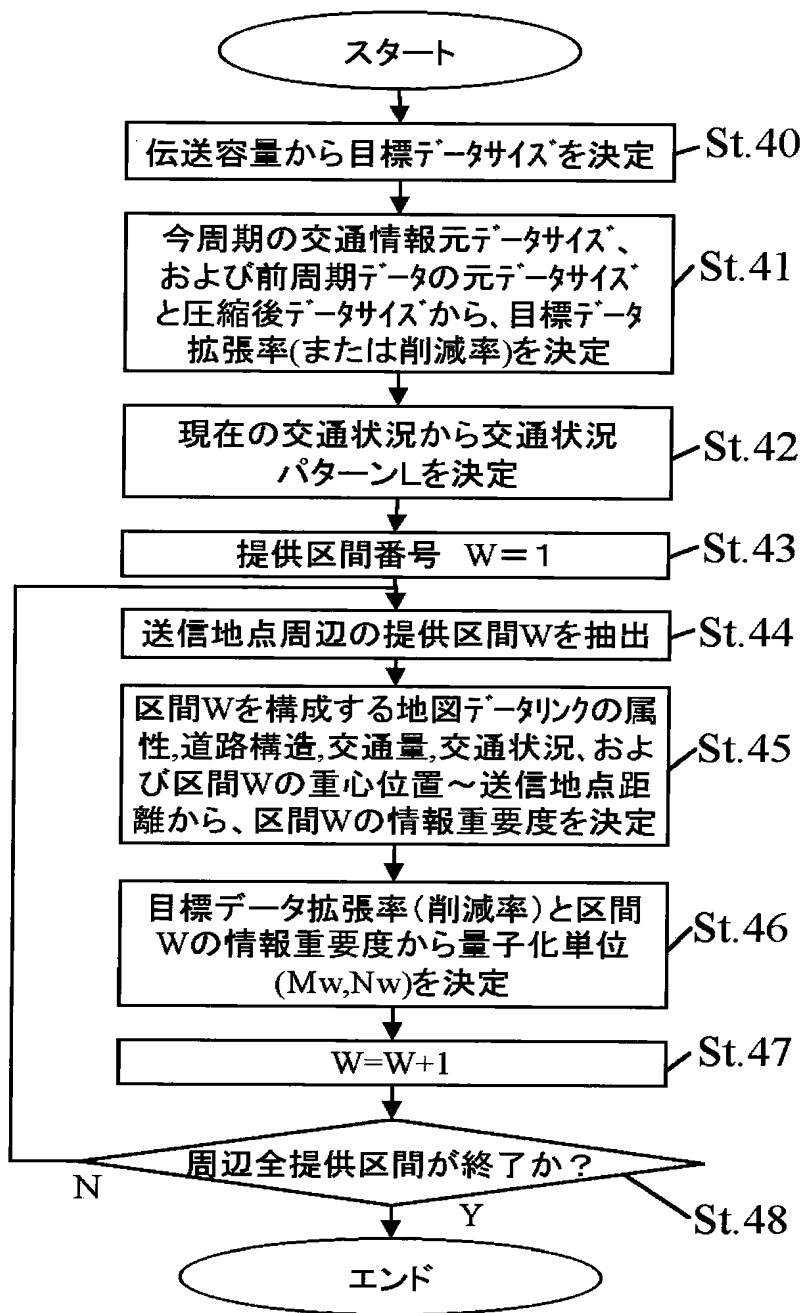 スタート
伝送容量から目標データサイズを決定
St.40
今周期の交通情報元データサイズ、
および前周期データの元データサイズ
と圧縮後データサイズから、目標データ
拡張率(または削減率)を決定
St.41
現在の交通状況から交通状況
パターンLを決定
St.42
提供区間番号 W=1
St.43
送信地点周辺の提供区間Wを抽出
St.44
区間Wを構成する地図データリンクの属
性,道路構造,交通量,交通状況、およ
び区間Wの重心位置～送信地点距
離から、区間Wの情報重要度を決定
St.45
目標データ拡張率(削減率)と区間
Wの情報重要度から量子化単位
(Mw,Nw)を決定
St.46
W=W+1
St.47
周辺全提供区間が終了か?
N
Y
St.48
エンド